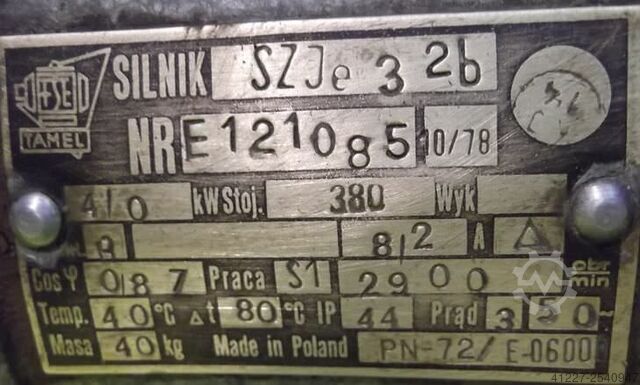 TAMEL SILNIK SZJe 32b
NR E121085 10/78
4,0 kW Stoj. 380 Wyk
8,2 A Δ
Cos φ 0,87 Praca S1 2900 obr/min
Temp. 40 °C Δt 80 °C IP 44 Prąd 3 50~
Masa 40 kg Made in Poland PN-72/E-0600